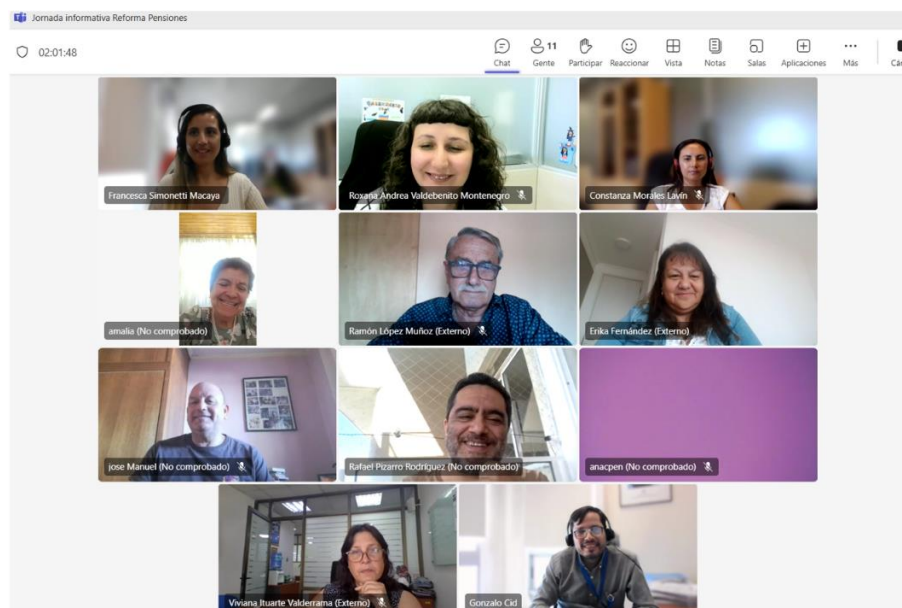 Jornada informativa Reforma Pensiones
02:01:48
11
Chat
Gente
Participar
Reaccionar
Vista
Notas
Salas
Aplicaciones
Más
Francesca Simonetti Macaya
Roxana Andrea Valdebenito Montenegro
Constanza Morales Lavín
amalia (No comprobado)
Ramón López Muñoz (Externo)
Erika Fernández (Externo)
jose Manuel (No comprobado)
Rafael Pizarro Rodríguez (No comprobado)
anacpen (No comprobado)
Viviana Ituarte Valderrama (Externo)
Gonzalo Cid